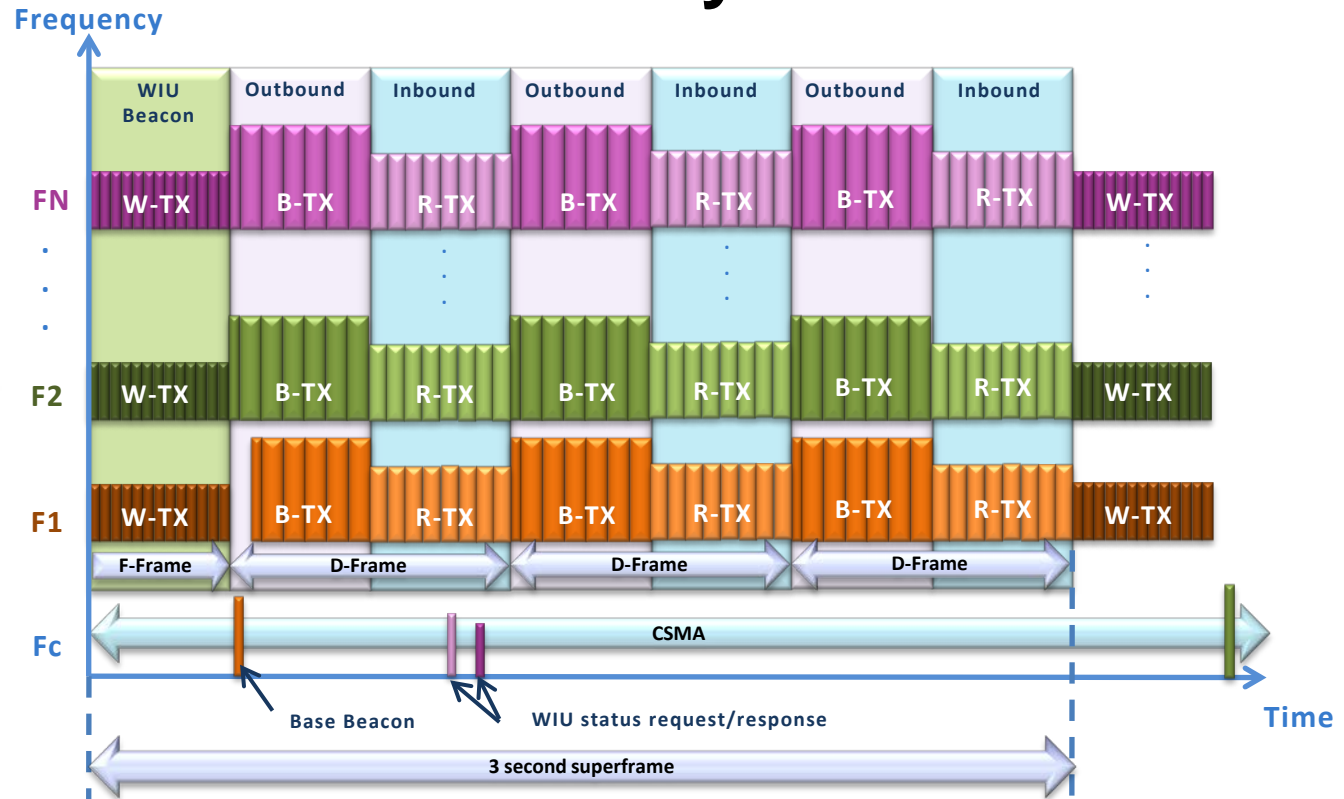 Frequency
WIU
Beacon
Outbound
Inbound
Outbound
Inbound
Outbound
Inbound
FN
W-TX
B-TX
R-TX
B-TX
R-TX
B-TX
R-TX
W-TX
F2
W-TX
B-TX
R-TX
B-TX
R-TX
B-TX
R-TX
W-TX
F1
W-TX
B-TX
R-TX
B-TX
R-TX
B-TX
R-TX
W-TX
F-Frame
D-Frame
D-Frame
D-Frame
Fc
CSMA
Base Beacon
WIU status request/response
Time
3 second superframe